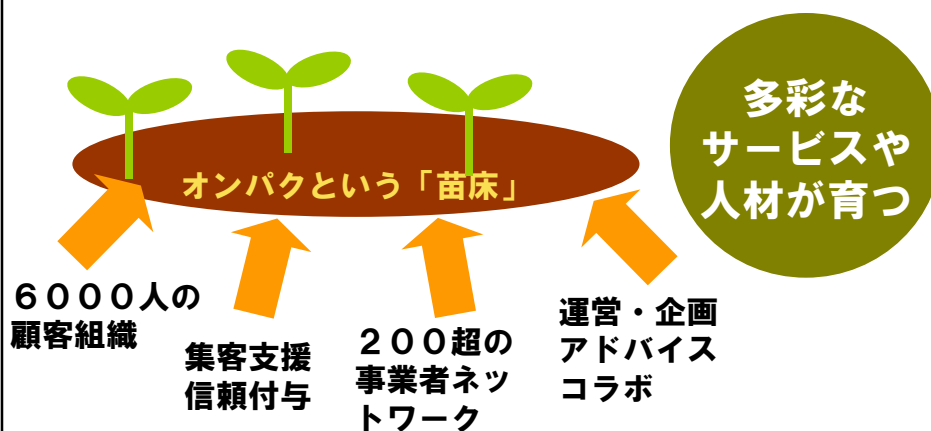 多彩な
サービスや
人材が育つ
オンパクという「苗床」
６０００人の
顧客組織
集客支援
信頼付与
２００超の
事業者ネッ
トワーク
運営・企画
アドバイス
コラボ